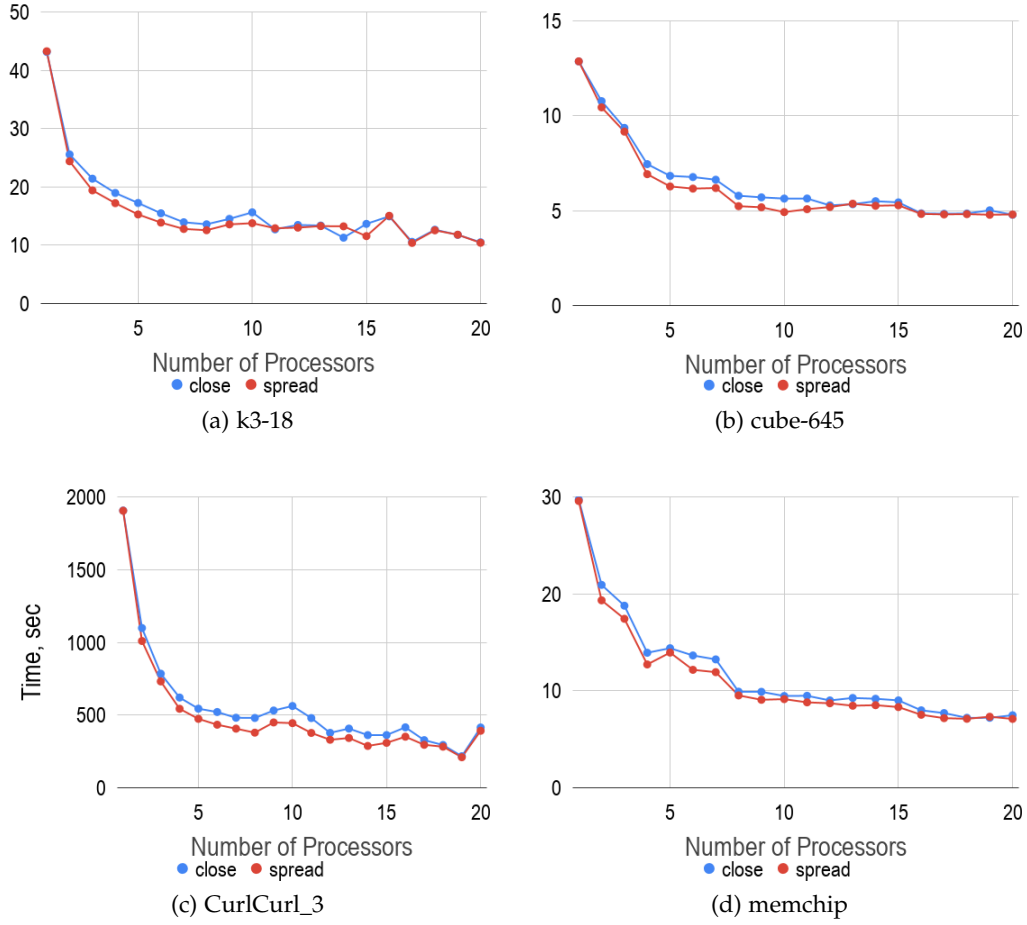 50
40
30
20
10
0
5 10 15 20
Number of Processors
close spread
(a) k3-18
15
10
5
0
5 10 15 20
Number of Processors
close spread
(b) cube-645
Time, sec
2000
1500
1000
500
0
5 10 15 20
Number of Processors
close spread
(c) CurlCurl_3
30
20
10
0
5 10 15 20
Number of Processors
close spread
(d) memchip